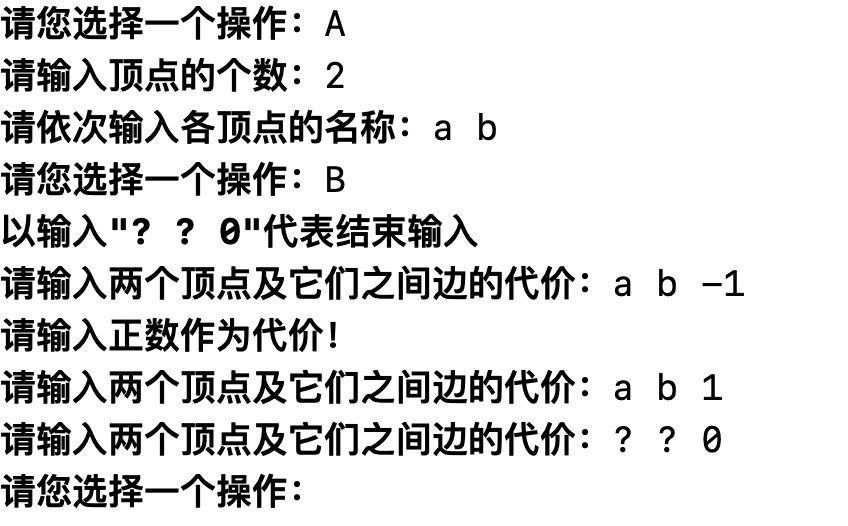 请您选择一个操作：A
请输入顶点的个数：2
请依次输入各顶点的名称：a b
请您选择一个操作：B
以输入"? ? 0"代表结束输入
请输入两个顶点及它们之间边的代价：a b -1
请输入正数作为代价！
请输入两个顶点及它们之间边的代价：a b 1
请输入两个顶点及它们之间边的代价：? ? 0
请您选择一个操作：